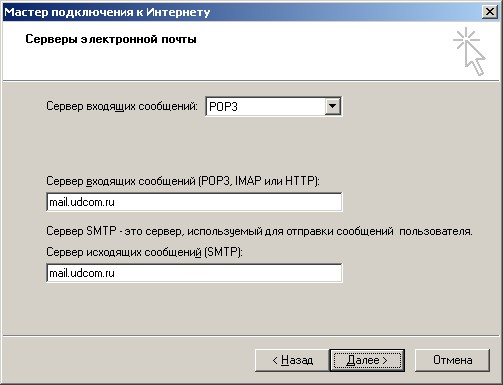 Мастер подключения к Интернету
Серверы электронной почты
Сервер входящих сообщений: POP3
Сервер входящих сообщений (POP3, IMAP или HTTP):
mail.udcom.ru
Сервер SMTP - это сервер, используемый для отправки сообщений пользователя.
Сервер исходящих сообщений (SMTP):
mail.udcom.ru
< Назад Далее > Отмена